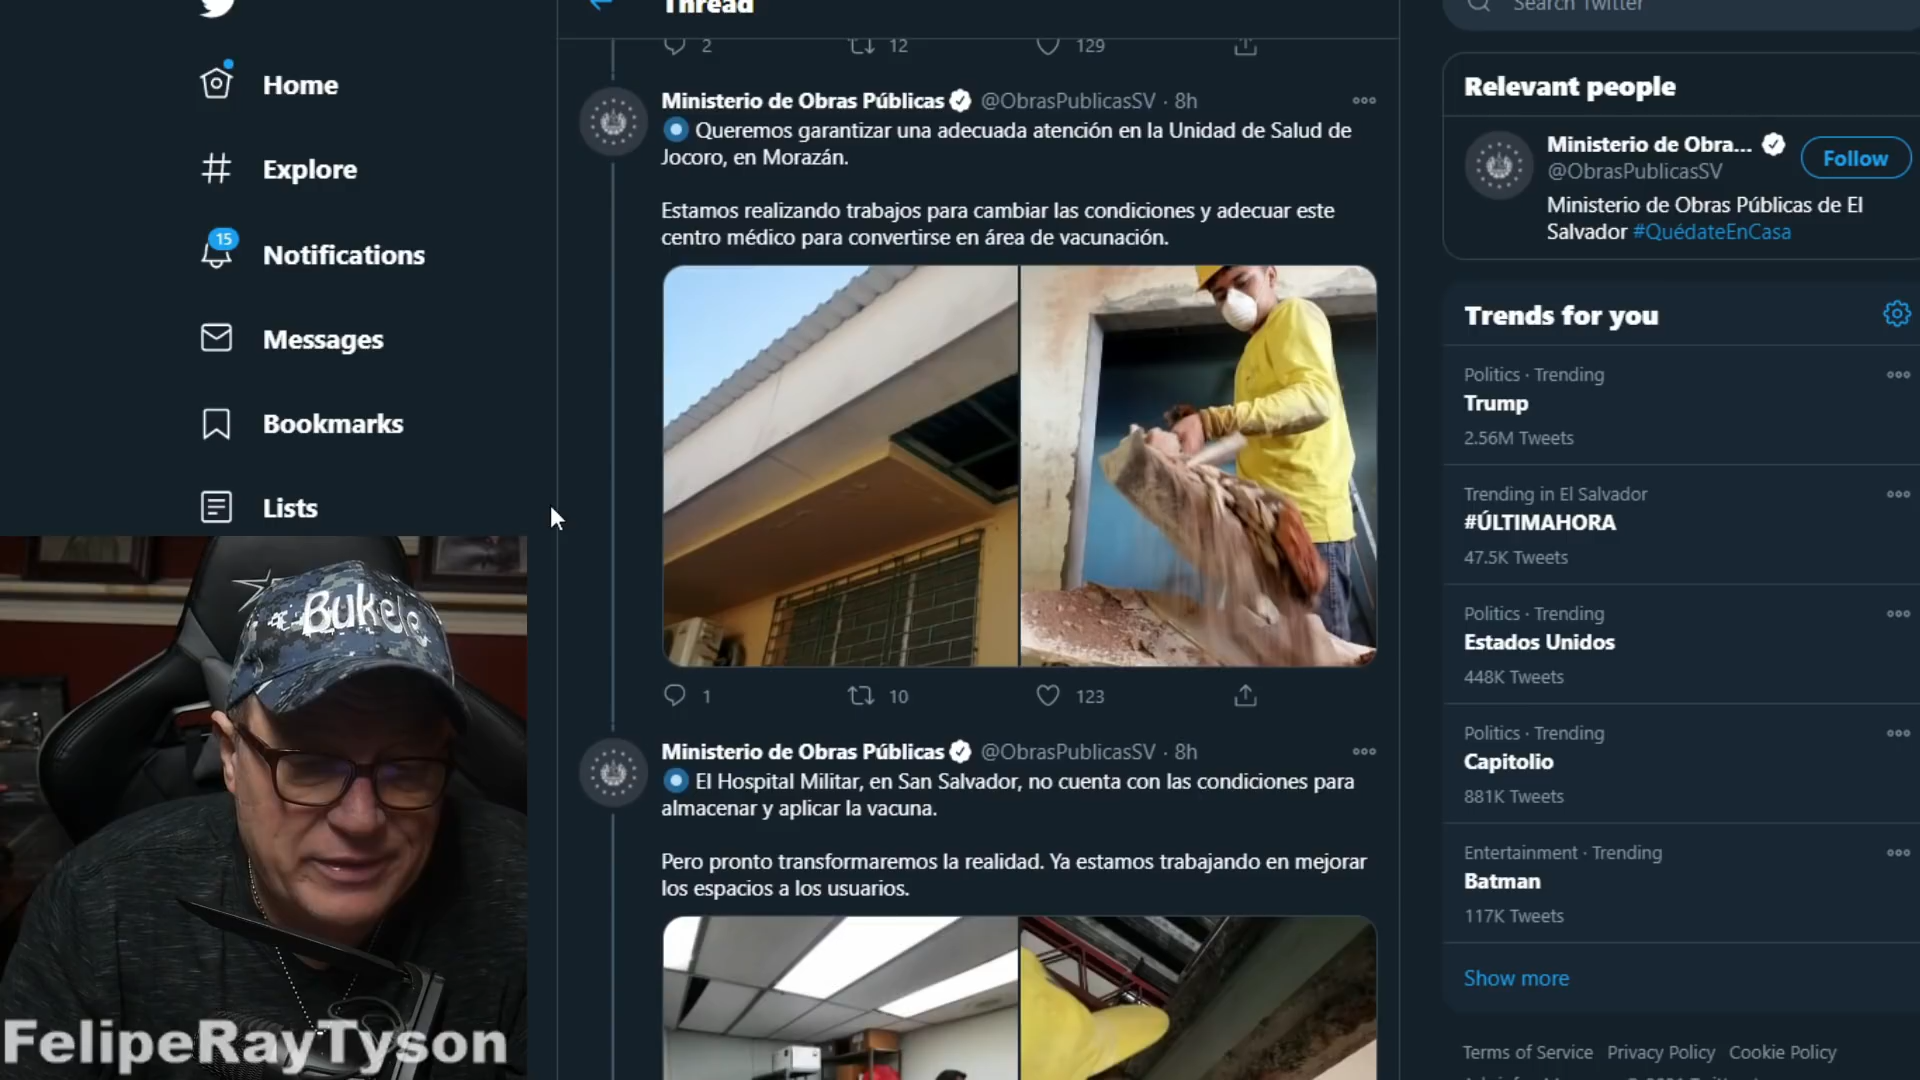 Thread
Search Twitter
Home
Explore
15
Notifications
Messages
Bookmarks
Lists
2 12 129
Ministerio de Obras Públicas @ObrasPublicasSV · 8h
Queremos garantizar una adecuada atención en la Unidad de Salud de
Jocoro, en Morazán.
Estamos realizando trabajos para cambiar las condiciones y adecuar este
centro médico para convertirse en área de vacunación.
1 10 123
Ministerio de Obras Públicas @ObrasPublicasSV · 8h
El Hospital Militar, en San Salvador, no cuenta con las condiciones para
almacenar y aplicar la vacuna.
Pero pronto transformaremos la realidad. Ya estamos trabajando en mejorar
los espacios a los usuarios.
Relevant people
Ministerio de Obra...
Follow
@ObrasPublicasSV
Ministerio de Obras Públicas de El
Salvador #QuédateEnCasa
Trends for you
Politics · Trending
Trump
2.56M Tweets
Trending in El Salvador
#ÚLTIMAHORA
47.5K Tweets
Politics · Trending
Estados Unidos
448K Tweets
Politics · Trending
Capitolio
881K Tweets
Entertainment · Trending
Batman
117K Tweets
Show more
Terms of Service Privacy Policy Cookie Policy
Bukele
FelipeRayTyson